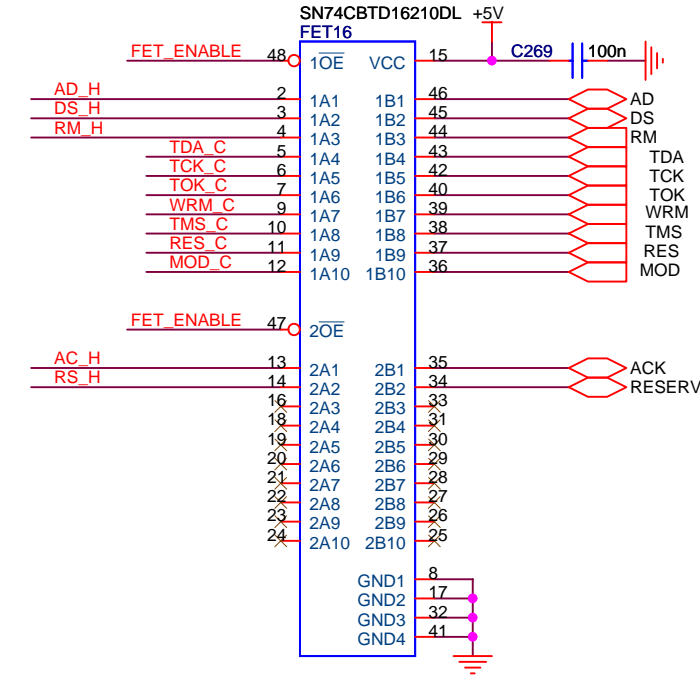 SN74CBTD16210DL +5V
FET16
FET_ENABLE 48 1OE VCC 15 C269 100n
AD_H 2 1A1 1B1 46 AD
DS_H 3 1A2 1B2 45 DS
RM_H 4 1A3 1B3 44 RM
TDA_C 5 1A4 1B4 43 TDA
TCK_C 6 1A5 1B5 42 TCK
TOK_C 7 1A6 1B6 40 TOK
WRM_C 9 1A7 1B7 39 WRM
TMS_C 10 1A8 1B8 38 TMS
RES_C 11 1A9 1B9 37 RES
MOD_C 12 1A10 1B10 36 MOD
FET_ENABLE 47 2OE
AC_H 13 2A1 2B1 35 ACK
RS_H 14 2A2 2B2 34 RESERV
16 2A3 2B3 33
18 2A4 2B4 31
19 2A5 2B5 30
20 2A6 2B6 29
21 2A7 2B7 28
22 2A8 2B8 27
23 2A9 2B9 26
24 2A10 2B10 25
GND1 8
GND2 17
GND3 32
GND4 41